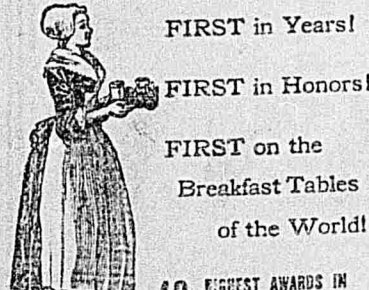 FIRST in Years!
FIRST in Honors!
FIRST on the
Breakfast Tables
of the World!
HIGHEST AWARDS IN